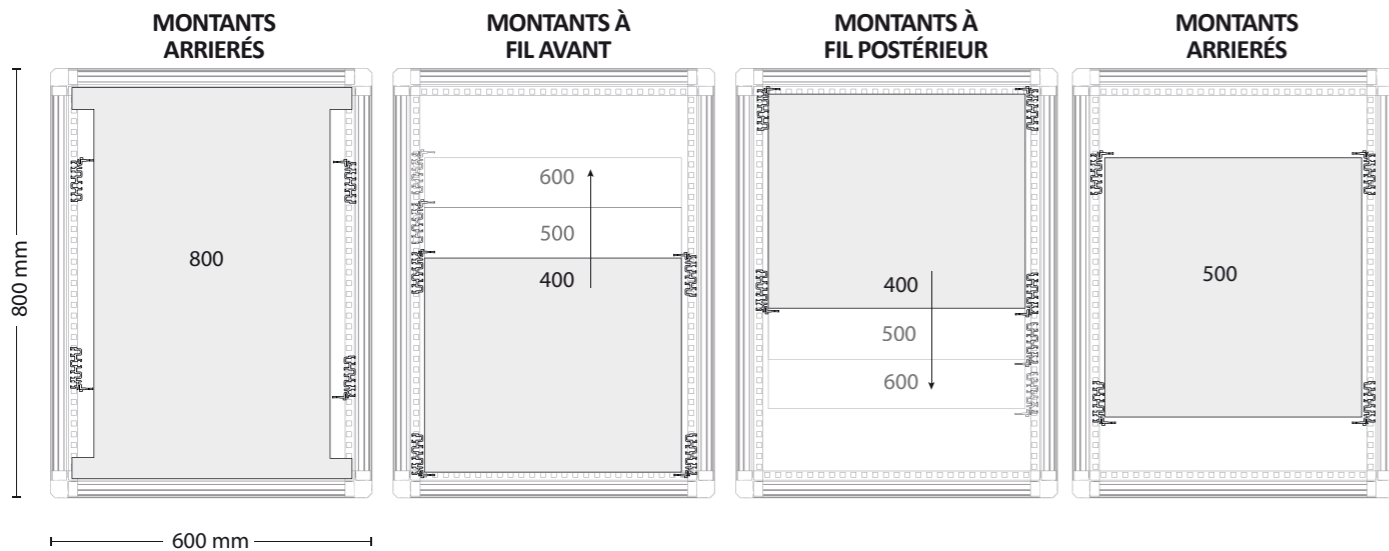 MONTANTS
ARRIERÉS
MONTANTS À
FIL AVANT
MONTANTS À
FIL POSTÉRIEUR
MONTANTS
ARRIERÉS
800 mm
800
600
500
400
400
500
600
500
600 mm